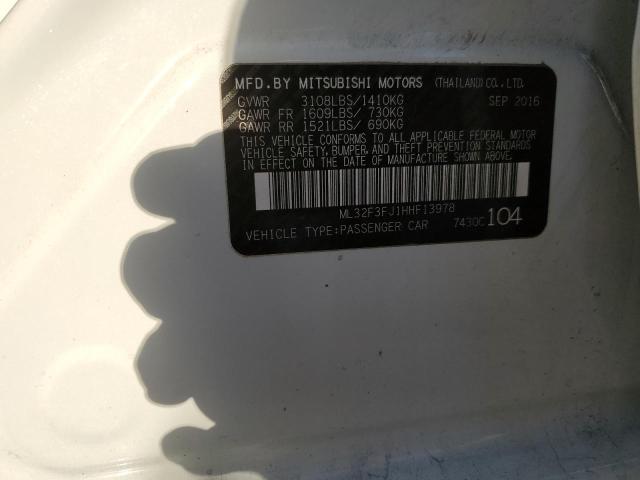 MFD.BY MITSUBISHI MOTORS (THAILAND)CO.,LTD.
GVWR 3108LBS/1410KG SEP 2016
GAWR FR 1609LBS/ 730KG
GAWR RR 1521LBS/ 690KG
THIS VEHICLE CONFORMS TO ALL APPLICABLE FEDERAL MOTOR
VEHICLE SAFETY, BUMPER, AND THEFT PREVENTION STANDARDS
IN EFFECT ON THE DATE OF MANUFACTURE SHOWN ABOVE.
ML32F3FJ1HHF13978
VEHICLE TYPE:PASSENGER CAR 7430C 104